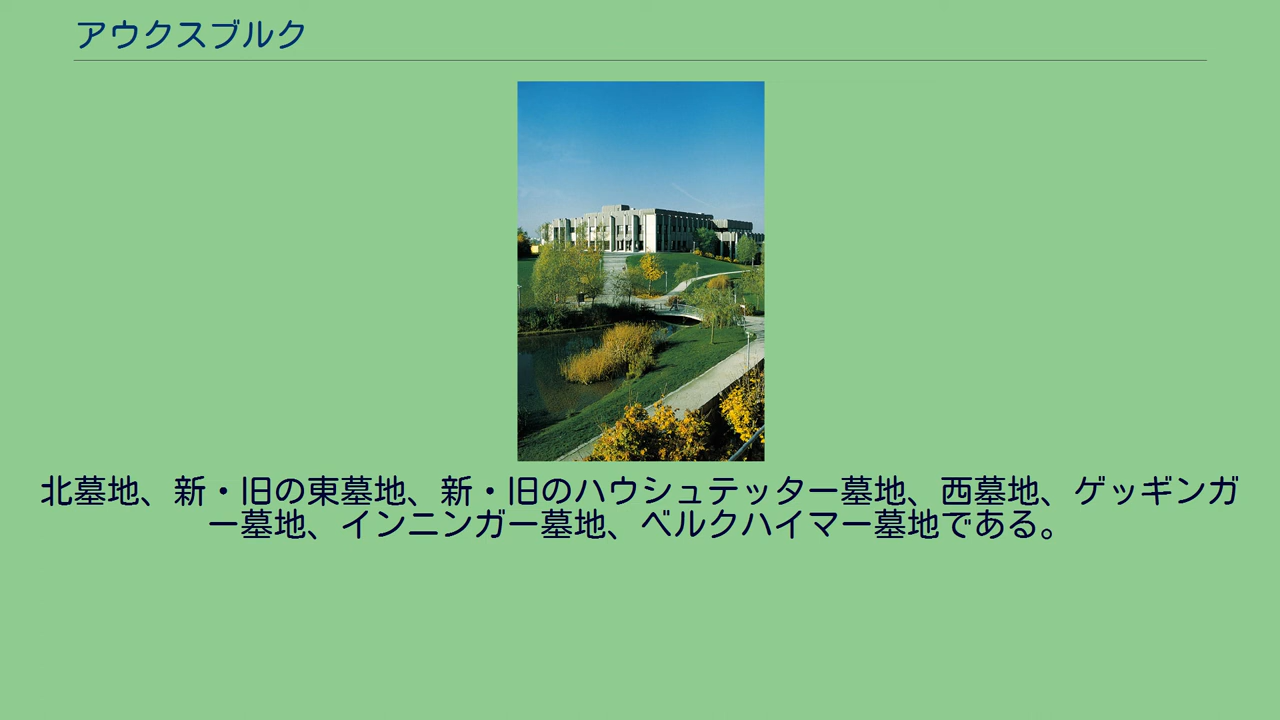 アウクスブルク
北墓地、新・旧の東墓地、新・旧のハウシュテッター墓地、西墓地、ゲッギンガ
ー墓地、インニンガー墓地、ベルクハイマー墓地である。